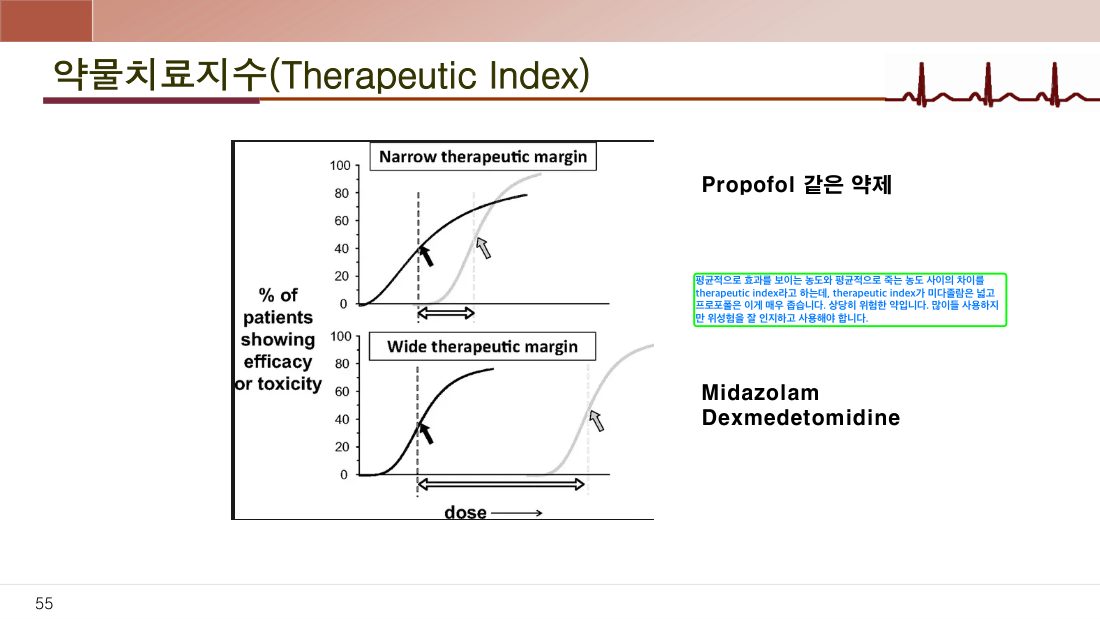 약물치료지수(Therapeutic Index)
Narrow therapeutic margin
100
80
60
40
20
0
% of
patients
showing
efficacy
or toxicity
Wide therapeutic margin
100
80
60
40
20
0
dose
Propofol 같은 약제
평균적으로 효과를 보이는 농도와 평균적으로 죽는 농도 사이의 차이를
therapeutic index라고 하는데, therapeutic index가 미다졸람은 넓고
프로포폴은 이게 매우 좁습니다. 상당히 위험한 약입니다. 많이들 사용하지
만 위성험을 잘 인지하고 사용해야 합니다.
Midazolam
Dexmedetomidine
55